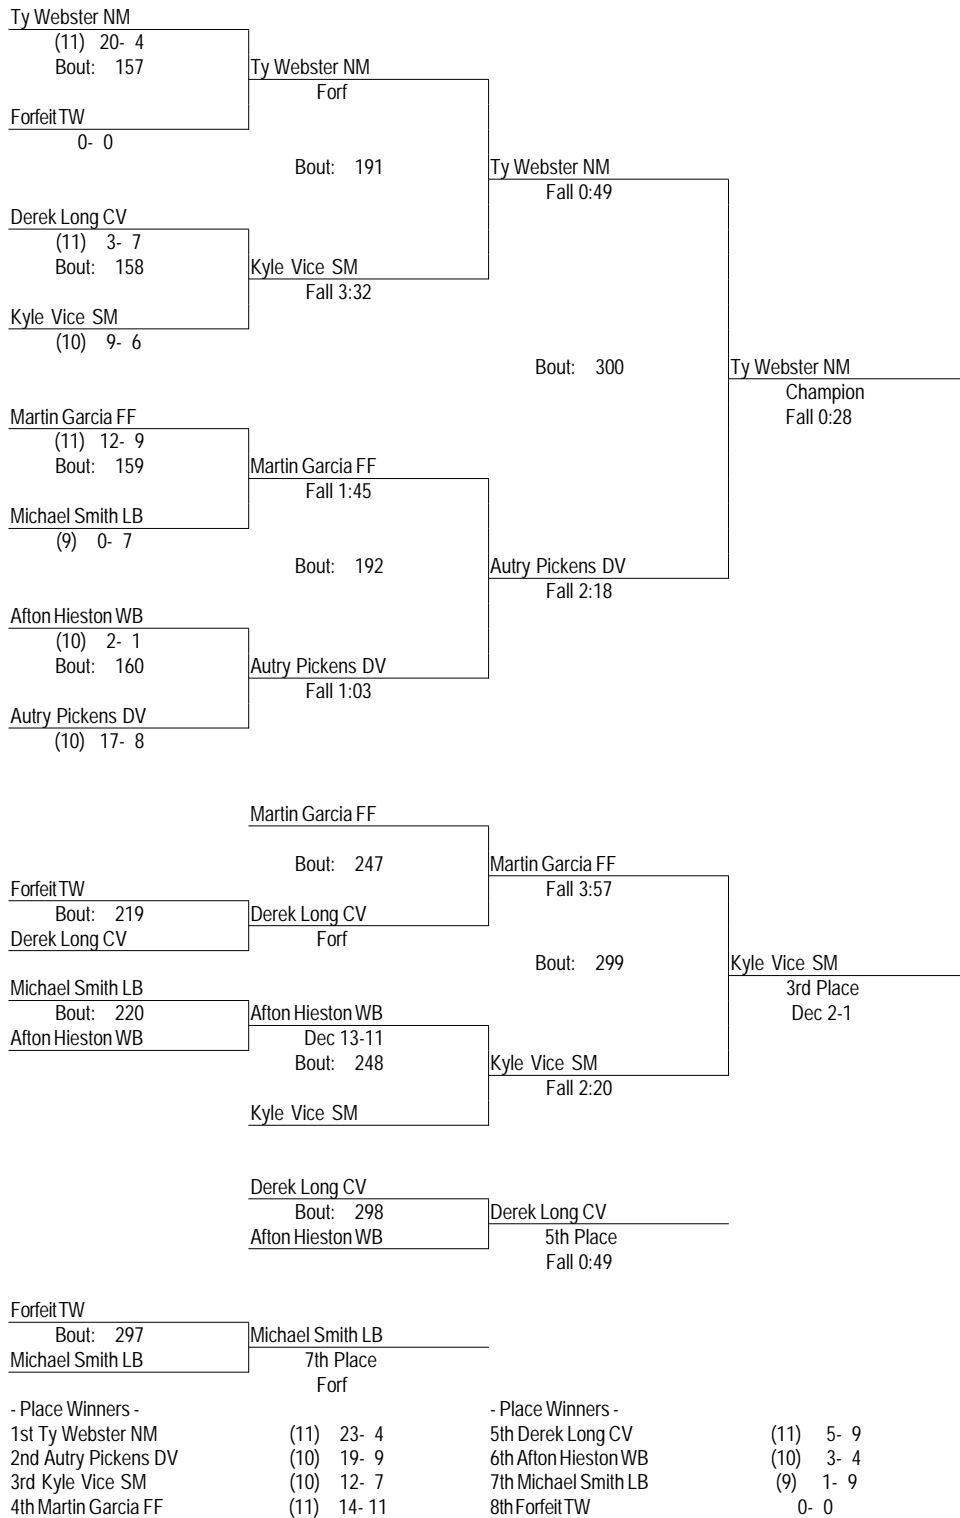 Ty Webster NM
(11) 20- 4
Bout: 157
Ty Webster NM
Forf
Forfeit TW
0- 0
Bout: 191
Ty Webster NM
Fall 0:49
Derek Long CV
(11) 3- 7
Bout: 158
Kyle Vice SM
Fall 3:32
Kyle Vice SM
(10) 9- 6
Bout: 300
Ty Webster NM
Champion
Fall 0:28
Martin Garcia FF
(11) 12- 9
Bout: 159
Martin Garcia FF
Fall 1:45
Michael Smith LB
(9) 0- 7
Bout: 192
Autry Pickens DV
Fall 2:18
Afton Hieston WB
(10) 2- 1
Bout: 160
Autry Pickens DV
Fall 1:03
Autry Pickens DV
(10) 17- 8
Martin Garcia FF
Bout: 247
Martin Garcia FF
Fall 3:57
Forfeit TW
Bout: 219
Derek Long CV
Derek Long CV
Forf
Bout: 299
Kyle Vice SM
3rd Place
Dec 2-1
Michael Smith LB
Bout: 220
Afton Hieston WB
Afton Hieston WB
Dec 13-11
Bout: 248
Kyle Vice SM
Fall 2:20
Kyle Vice SM
Derek Long CV
Bout: 298
Afton Hieston WB
Derek Long CV
5th Place
Fall 0:49
Forfeit TW
Bout: 297
Michael Smith LB
Michael Smith LB
7th Place
Forf
- Place Winners -
1st Ty Webster NM (11) 23- 4
2nd Autry Pickens DV (10) 19- 9
3rd Kyle Vice SM (10) 12- 7
4th Martin Garcia FF (11) 14- 11
- Place Winners -
5th Derek Long CV (11) 5- 9
6th Afton Hieston WB (10) 3- 4
7th Michael Smith LB (9) 1- 9
8th Forfeit TW 0- 0